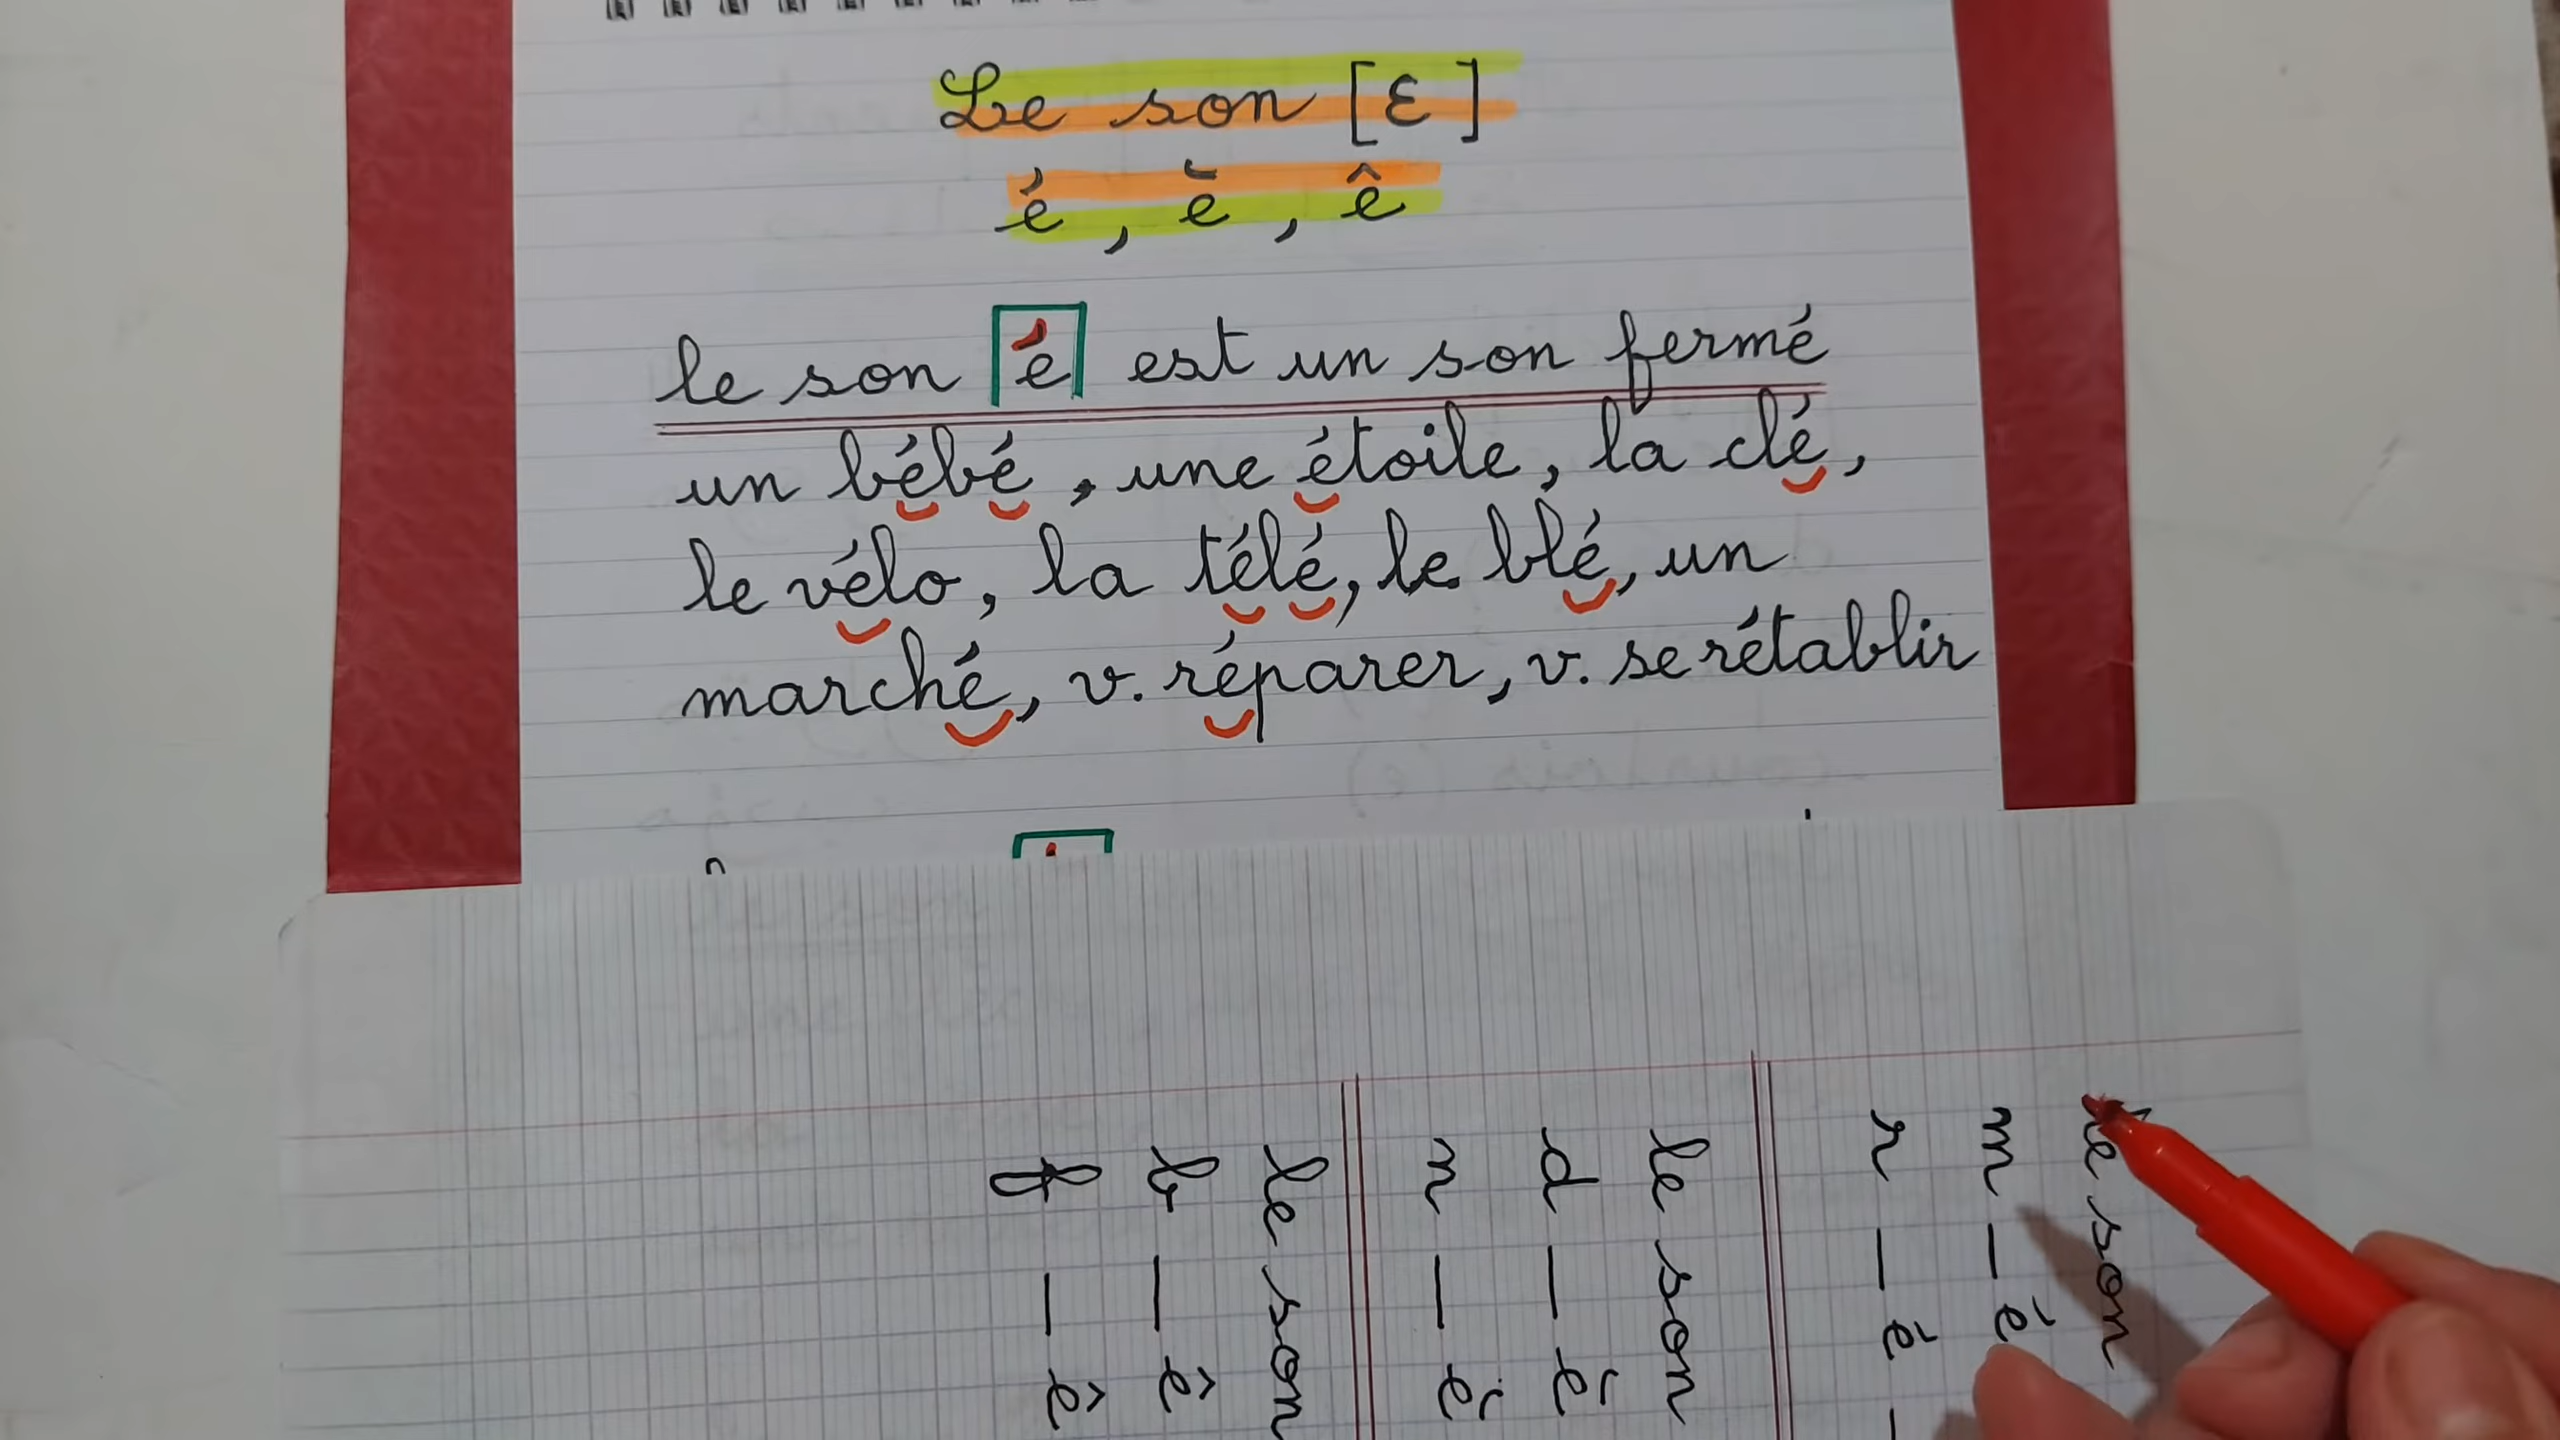 Le son [ɛ]
é, è, ê
le son é est un son fermé
un bébé, une étoile, la clé,
le vélo, la télé, le blé, un
marché, v. réparer, v. se rétablir
le son
m – é
r – é –
le son
d – è
n – è
le son
b – ê
f – ê